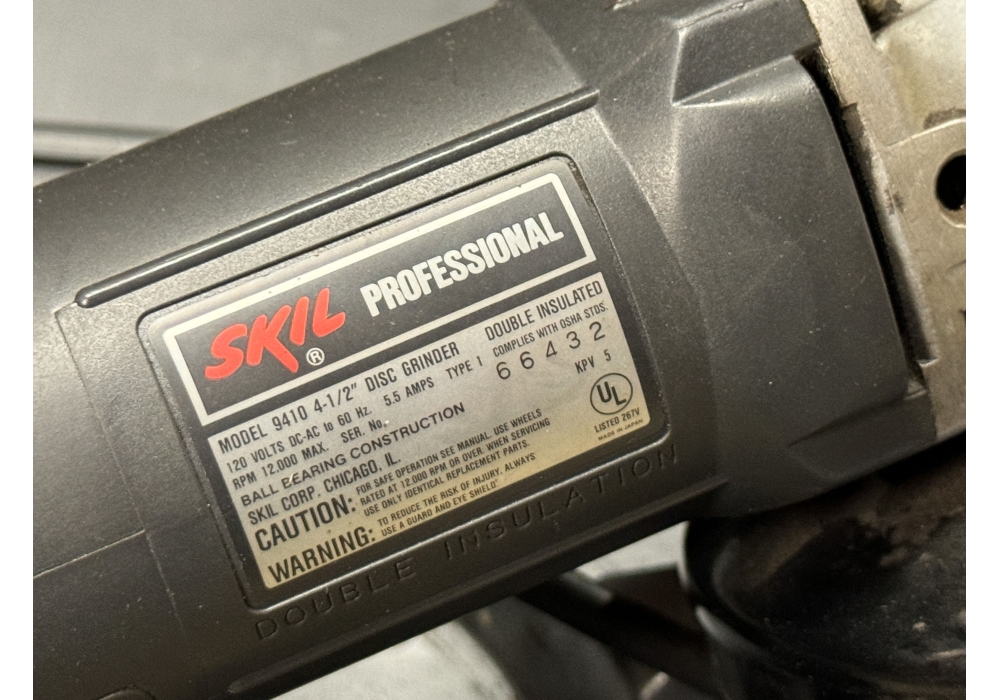 SKIL® PROFESSIONAL
MODEL 9410 4-1/2" DISC GRINDER DOUBLE INSULATED
120 VOLTS DC-AC to 60 Hz. 5.5 AMPS TYPE 1 COMPLIES WITH OSHA STDS.
RPM 12,000 MAX. SER. No. 66432
BALL BEARING CONSTRUCTION KPV 5
SKIL CORP. CHICAGO, IL.
UL
LISTED 267V
MADE IN JAPAN
CAUTION: FOR SAFE OPERATION SEE MANUAL. USE WHEELS
RATED AT 12,000 RPM OR OVER. WHEN SERVICING
USE ONLY IDENTICAL REPLACEMENT PARTS.
WARNING: TO REDUCE THE RISK OF INJURY. ALWAYS
USE A GUARD AND EYE SHIELD"
DOUBLE INSULATION